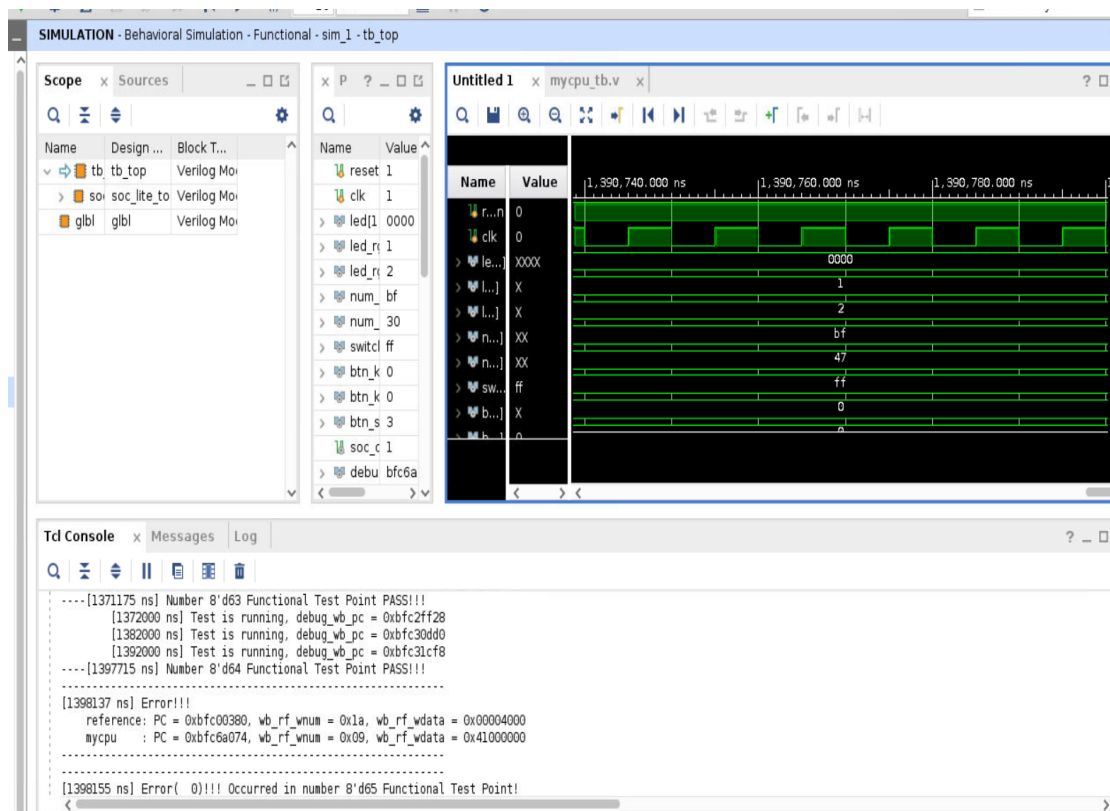 SIMULATION - Behavioral Simulation - Functional - sim_1 - tb_top
Scope x Sources
Name Design ... Block T...
tb_ tb_top Verilog Mo
so soc_lite_to Verilog Mo
glbl glbl Verilog Mo
x P ?
Name Value
reset 1
clk 1
led[1 0000
led_r 1
led_r 2
num_ bf
num_ 30
switc ff
btn_k 0
btn_k 0
btn_s 3
soc_c 1
debu bfc6a
Untitled 1 x mycpu_tb.v x ?
Name Value
1,390,740.000 ns 1,390,760.000 ns 1,390,780.000 ns
r...n 0
clk 0
le...] XXXX 0000
l...] X 1
l...] X 2
n...] XX bf
n...] XX 47
sw... ff ff
b...] X 0
Tcl Console x Messages Log ?
----[1371175 ns] Number 8'd63 Functional Test Point PASS!!!
[1372000 ns] Test is running, debug_wb_pc = 0xbfc2ff28
[1382000 ns] Test is running, debug_wb_pc = 0xbfc30dd0
[1392000 ns] Test is running, debug_wb_pc = 0xbfc31cf8
----[1397715 ns] Number 8'd64 Functional Test Point PASS!!!
--------------------------------------------------------------
[1398137 ns] Error!!!
reference: PC = 0xbfc00380, wb_rf_wnum = 0x1a, wb_rf_wdata = 0x00004000
mycpu : PC = 0xbfc6a074, wb_rf_wnum = 0x09, wb_rf_wdata = 0x41000000
--------------------------------------------------------------
--------------------------------------------------------------
[1398155 ns] Error( 0)!!! Occurred in number 8'd65 Functional Test Point!